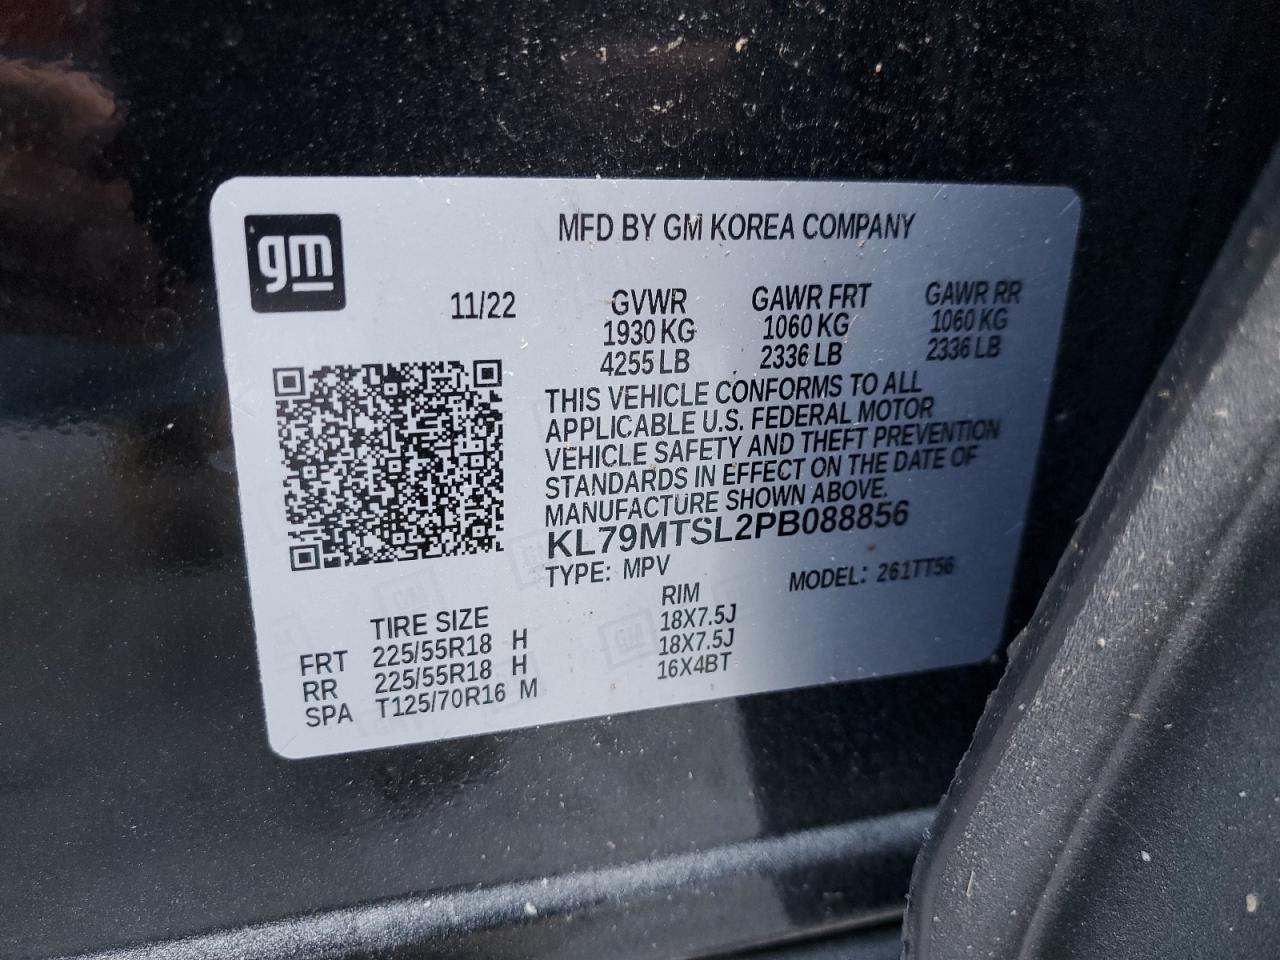 gm
MFD BY GM KOREA COMPANY
11/22
GVWR GAWR FRT GAWR RR
1930 KG 1060 KG 1060 KG
4255 LB 2336 LB 2336 LB
THIS VEHICLE CONFORMS TO ALL
APPLICABLE U.S. FEDERAL MOTOR
VEHICLE SAFETY AND THEFT PREVENTION
STANDARDS IN EFFECT ON THE DATE OF
MANUFACTURE SHOWN ABOVE.
KL79MTSL2PB088856
TYPE: MPV MODEL: 261TT56
TIRE SIZE RIM
FRT 225/55R18 H 18X7.5J
RR 225/55R18 H 18X7.5J
SPA T125/70R16 M 16X4BT
GM
GM